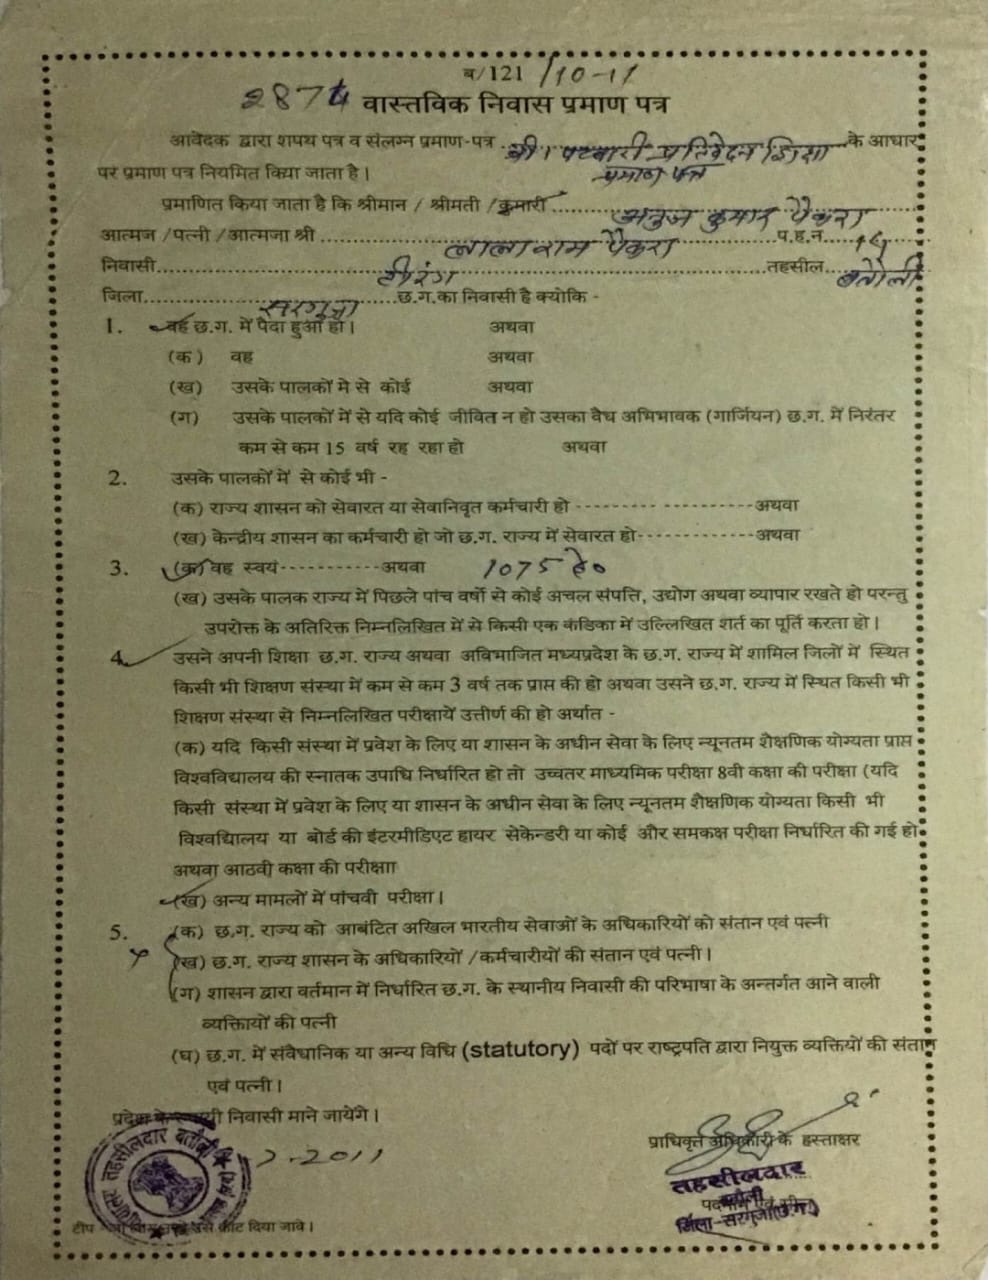 ब/121 /10-11
2874 वास्तविक निवास प्रमाण पत्र
आवेदक द्वारा शपथ पत्र व संलग्न प्रमाण-पत्र श्री। पटवारी प्रतिवेदन शिक्षा के आधार
प्रमाण पत्र
पर प्रमाण पत्र नियमित किया जाता है।
प्रमाणित किया जाता है कि श्रीमान / श्रीमती / कुमारी अनुज कुमार पैकरा
आत्मज / पत्नी / आत्मजा श्री लालाराम पैकरा प.ह.न. 14
निवासी टीरंग तहसील बतौली
जिला सरगुजा छ.ग.का निवासी है क्योकि -
1. वह छ.ग. में पैदा हुआ हो। अथवा
(क) वह अथवा
(ख) उसके पालकों मे से कोई अथवा
(ग) उसके पालकों में से यदि कोई जीवित न हो उसका वैध अभिभावक (गार्जियन) छ.ग. में निरंतर
कम से कम 15 वर्ष रह रहा हो अथवा
2. उसके पालकों में से कोई भी -
(क) राज्य शासन को सेवारत या सेवानिवृत कर्मचारी हो --------- ------------अथवा
(ख) केन्द्रीय शासन का कर्मचारी हो जो छ.ग. राज्य में सेवारत हो------------अथवा
3. (क) वह स्वयं-----------अथवा 1075 हे०
(ख) उसके पालक राज्य में पिछले पांच वर्षो से कोई अचल संपत्ति, उद्योग अथवा व्यापार रखते हो परन्तु
उपरोक्त के अतिरिक्त निम्नलिखित में से किसी एक कंडिका में उल्लिखित शर्त का पूर्ति करता हो।
4. उसने अपनी शिक्षा छ.ग. राज्य अथवा अविभाजित मध्यप्रदेश के छ.ग. राज्य में शामिल जिलों में स्थित
किसी भी शिक्षण संस्था में कम से कम 3 वर्ष तक प्राप्त की हो अथवा उसने छ.ग. राज्य में स्थित किसी भी
शिक्षण संस्था से निम्नलिखित परीक्षायें उत्तीर्ण की हो अर्थात -
(क) यदि किसी संस्था में प्रवेश के लिए या शासन के अधीन सेवा के लिए न्यूनतम शैक्षणिक योग्यता प्राप्त
विश्वविद्यालय की स्नातक उपाधि निर्धारित हो तो उच्चतर माध्यमिक परीक्षा 8वी कक्षा की परीक्षा (यदि
किसी संस्था में प्रवेश के लिए या शासन के अधीन सेवा के लिए न्यूनतम शैक्षणिक योग्यता किसी भी
विश्वद्यिालय या बोर्ड की इंटरमीडिएट हायर सेकेन्डरी या कोई और समकक्ष परीक्षा निर्धारित की गई हो
अथवा आठवी कक्षा की परीक्षाा
(ख) अन्य मामलों में पांचवी परीक्षा।
5. (क) छ.ग. राज्य को आबंटित अखिल भारतीय सेवाओं के अधिकारियों को संतान एवं पत्नी
(ख) छ.ग. राज्य शासन के अधिकारियों /कर्मचारीयों की संतान एवं पत्नी।
(ग) शासन द्वारा वर्तमान में निर्धारित छ.ग. के स्थानीय निवासी की परिभाषा के अन्तर्गत आने वाली
व्यक्तिायों की पत्नी
(घ) छ.ग. में संवैधानिक या अन्य विधि (statutory) पदों पर राष्ट्रपति द्वारा नियुक्त व्यक्तियों की संतान
एवं पत्नी।
प्रदेश के निवासी माने जायेगे।
प्राधिकृत अधिकारी के हस्ताक्षर
तहसीलदार बतौली
2011
तहसीलदार
बतौली
जिला-सरगुजा(छ.ग.)
टीप उसे काट दिया जावे।